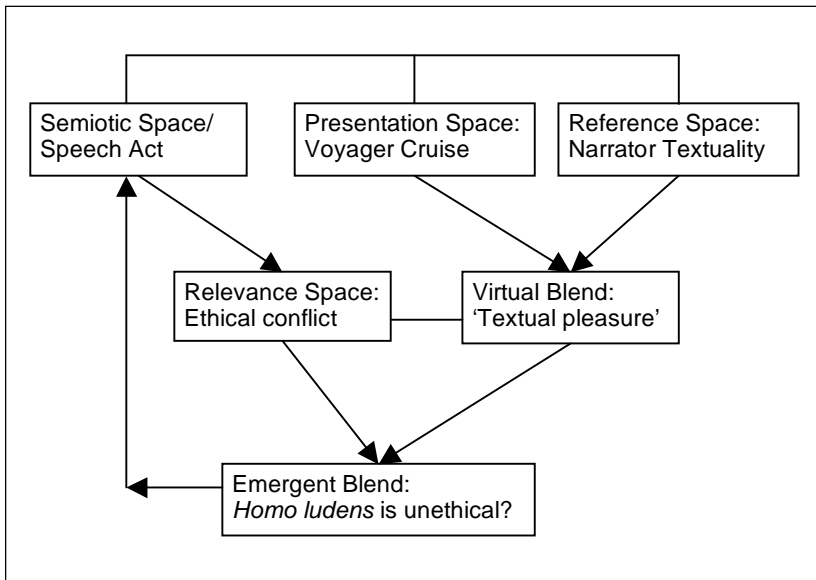 Semiotic Space/
Speech Act
Presentation Space:
Voyager Cruise
Reference Space:
Narrator Textuality
Relevance Space:
Ethical conflict
Virtual Blend:
‘Textual pleasure’
Emergent Blend:
Homo ludens is unethical?